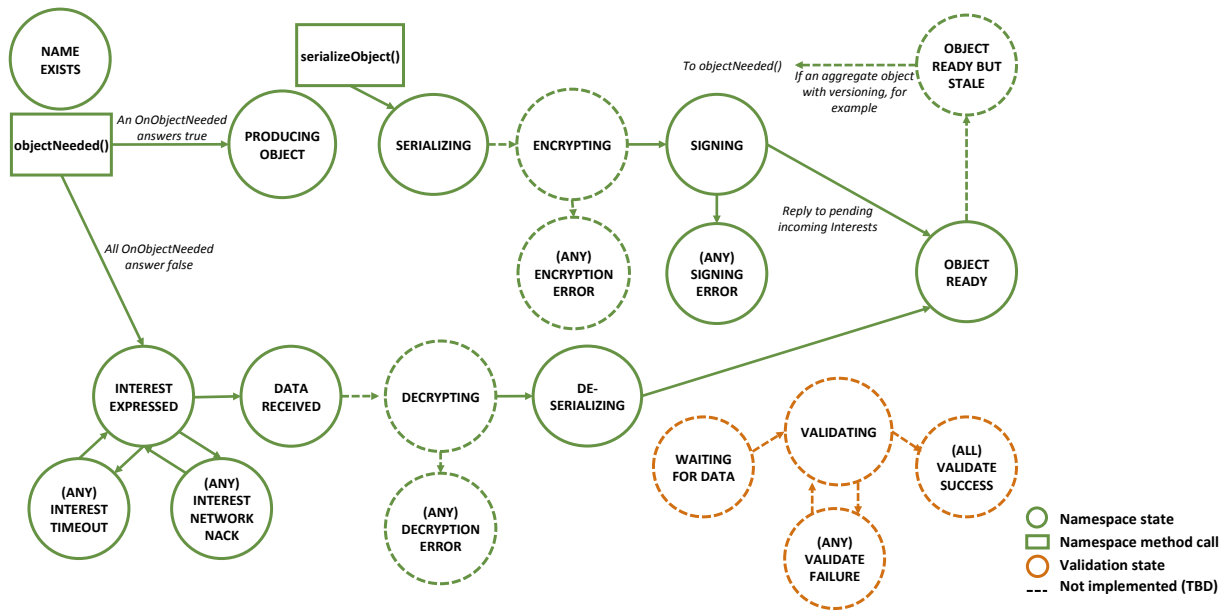 NAME
EXISTS
serializeObject()
OBJECT
READY BUT
STALE
To objectNeeded()
If an aggregate object
with versioning, for
example
objectNeeded()
An OnObjectNeeded
answers true
PRODUCING
OBJECT
SERIALIZING
ENCRYPTING
SIGNING
Reply to pending
incoming Interests
All OnObjectNeeded
answer false
(ANY)
ENCRYPTION
ERROR
(ANY)
SIGNING
ERROR
OBJECT
READY
INTEREST
EXPRESSED
DATA
RECEIVED
DECRYPTING
DE-
SERIALIZING
WAITING
FOR DATA
VALIDATING
(ALL)
VALIDATE
SUCCESS
(ANY)
INTEREST
TIMEOUT
(ANY)
INTEREST
NETWORK
NACK
(ANY)
DECRYPTION
ERROR
(ANY)
VALIDATE
FAILURE
Namespace state
Namespace method call
Validation state
Not implemented (TBD)